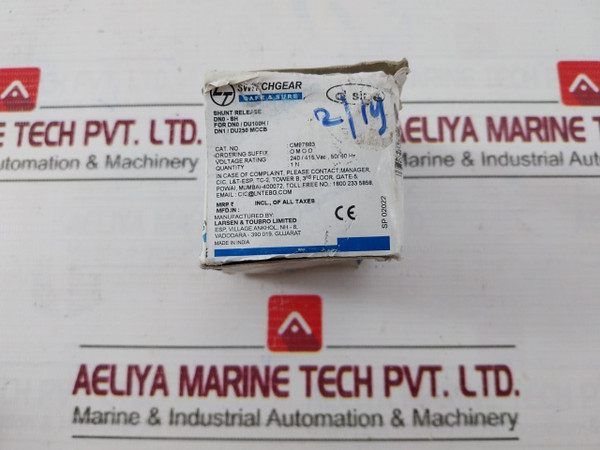 SWITCHGEAR
SAFE & SURE
SHUNT RELEASE
DN0 - SH
FOR DN0 / DU100H /
DN1 / DU250 MCCB
2/19
CAT. NO. CM97883
ORDERING SUFFIX O M O O
VOLTAGE RATING 240 / 415, Vac , 50/ 60 Hz
QUANTITY 1 N
IN CASE OF COMPLAINT, PLEASE CONTACT:MANAGER,
CIC, L&T-ESP, TC-2, TOWER B, 3RD FLOOR, GATE-5,
POWAI, MUMBAI-400072, TOLL FREE NO.: 1800 233 5858,
EMAIL : CIC@LNTEBG.COM
MRP ₹ INCL., OF ALL TAXES
MFD.IN :
MANUFACTURED BY:
LARSEN & TOUBRO LIMITED
ESP, VILLAGE ANKHOL, NH - 8,
VADODARA - 390 019, GUJARAT
MADE IN INDIA
CE
SP 02022
TECH PVT. LTD.
AELIYA MAR
Industrial Automation & Machinery
Marine & Indus
AELIYA MARINE TECH PVT. LTD.
Marine & Industrial Automation & Machinery